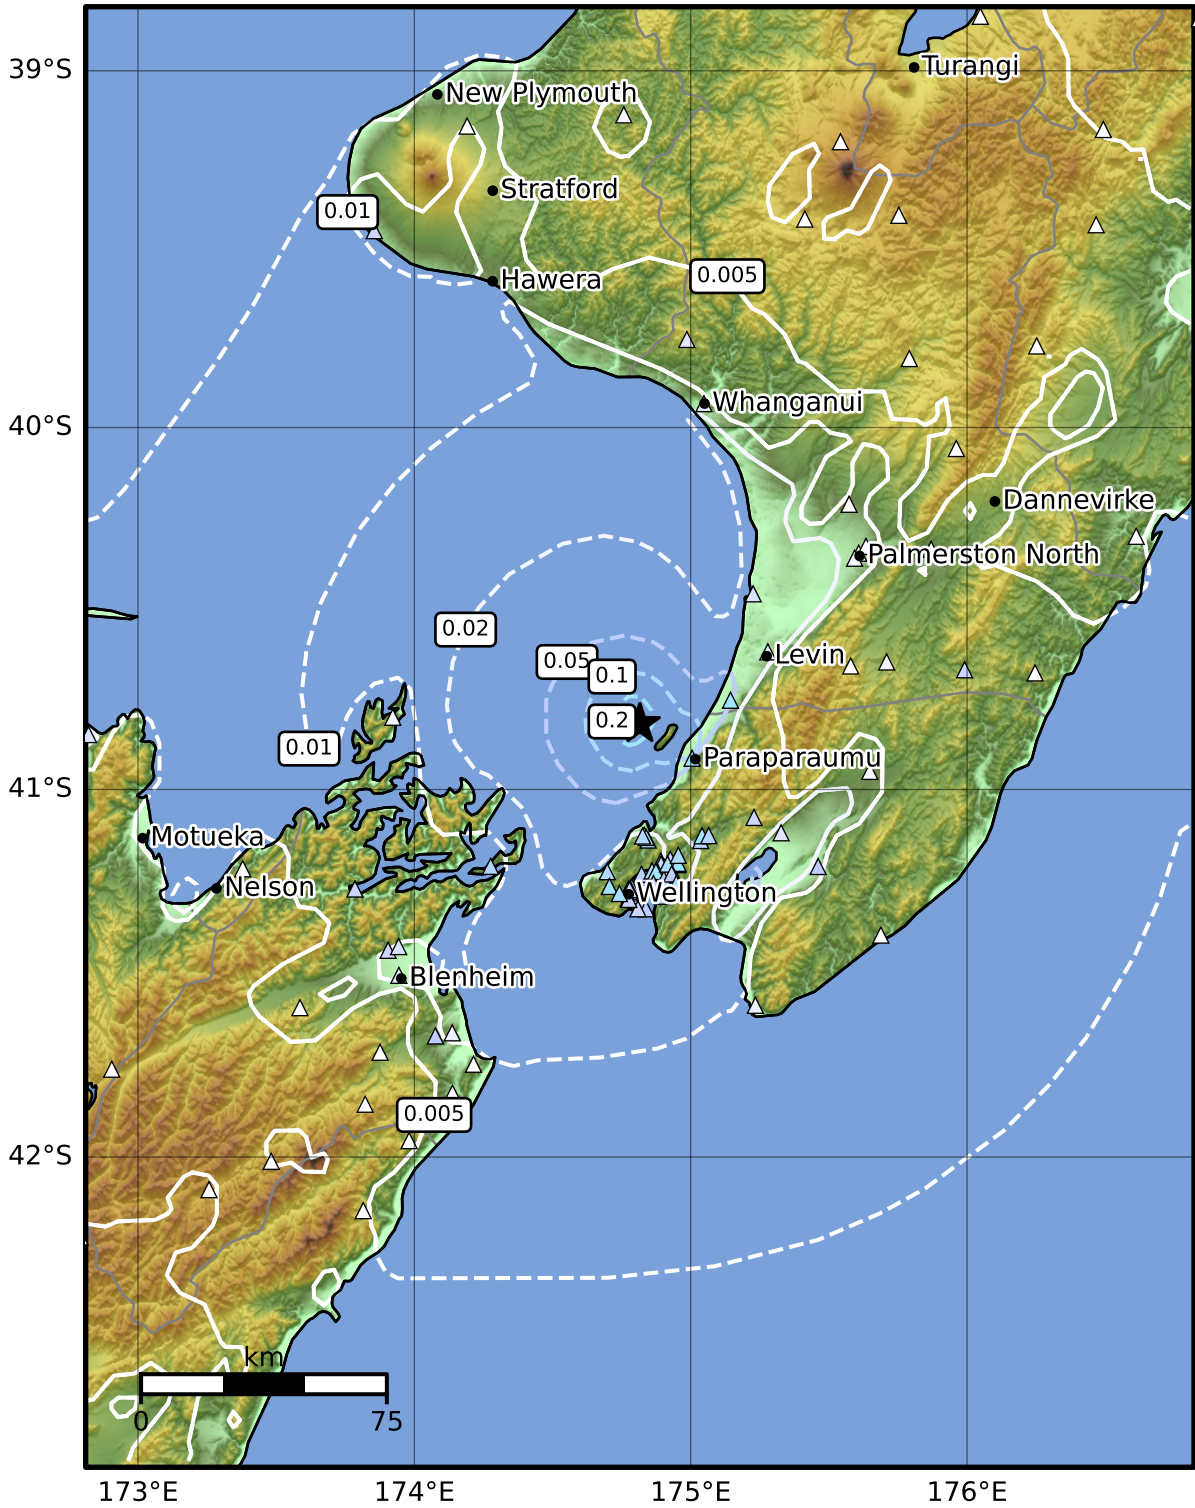 39°S
Turangi
New Plymouth
Stratford
0.01
0.005
Hawera
Whanganui
40°S
Dannevirke
Palmerston North
0.02
Levin
0.05
0.1
0.2
0.01
Paraparaumu
41°S
Motueka
Nelson
Wellington
Blenheim
0.005
42°S
km
0
75
173°E
174°E
175°E
176°E